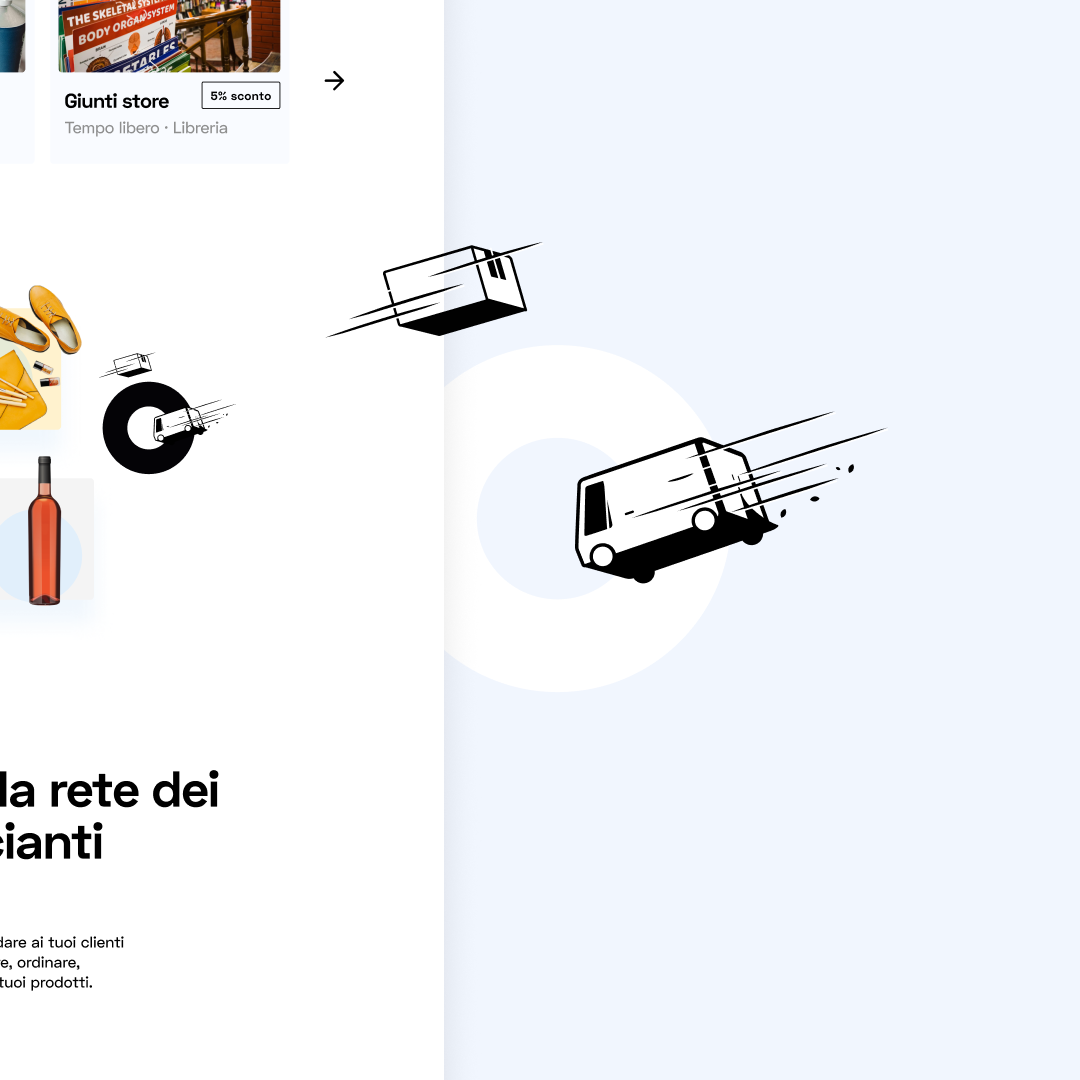 THE SKELETAL SYSTEM
BODY ORGAN SYSTEM
Giunti store
5% sconto
Tempo libero · Libreria
la rete dei
cianti
dare ai tuoi clienti
e, ordinare,
tuoi prodotti.